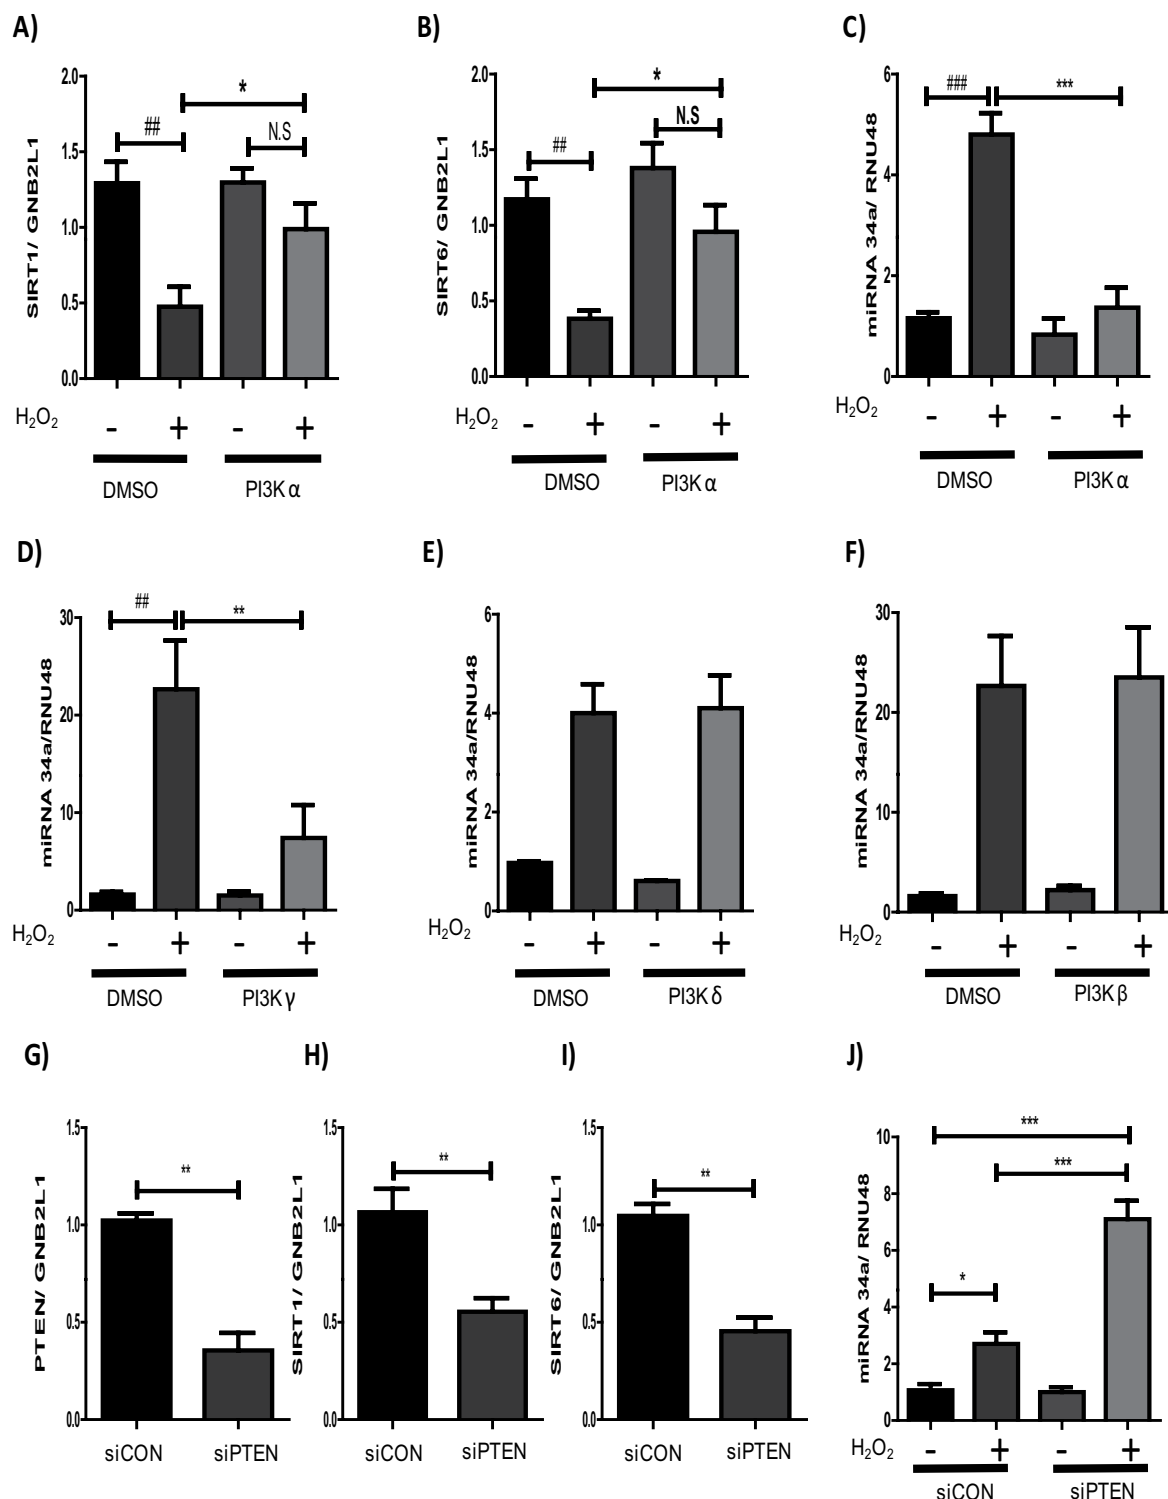 A)
SIRT1/ GNB2L1
2.0
1.5
1.0
0.5
0.0
##
*
N.S
H₂O₂
- + - +
DMSO PI3K α
B)
SIRT6/ GNB2L1
2.0
1.5
1.0
0.5
0.0
##
*
N.S
H₂O₂
- + - +
DMSO PI3K α
C)
miRNA 34a/ RNU48
6
4
2
0
### ***
H₂O₂
- + - +
DMSO PI3K α
D)
miRNA 34a/RNU48
30
20
10
0
## **
H₂O₂
- + - +
DMSO PI3K γ
E)
miRNA 34a/RNU48
6
4
2
0
H₂O₂
- + - +
DMSO PI3K δ
F)
miRNA 34a/RNU48
30
20
10
0
H₂O₂
- + - +
DMSO PI3K β
G)
PTEN/ GNB2L1
1.5
1.0
0.5
0.0
**
siCON siPTEN
H)
SIRT1/ GNB2L1
1.5
1.0
0.5
0.0
**
siCON siPTEN
I)
SIRT6/ GNB2L1
1.5
1.0
0.5
0.0
**
siCON siPTEN
J)
miRNA 34a/ RNU48
10
8
6
4
2
0
***
***
*
H₂O₂
- + - +
siCON siPTEN